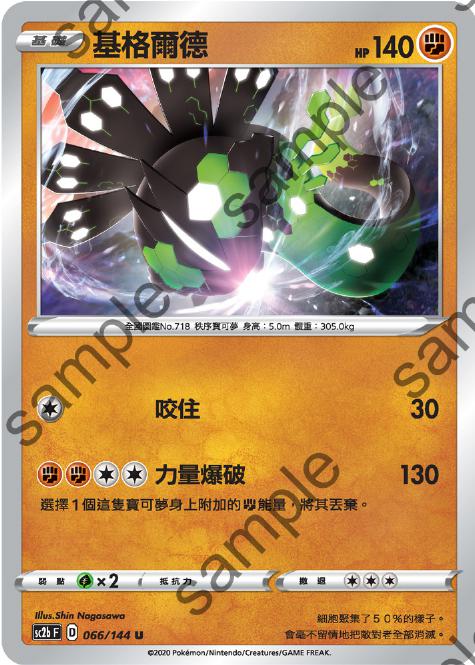 基礎 基格爾德 HP 140
全國圖鑑No.718 秩序寶可夢 身高：5.0m 體重：305.0kg
咬住 30
力量爆破 130
選擇1個這隻寶可夢身上附加的能量，將其丟棄。
弱點 ×2 抵抗力 撤退
Illus.Shin Nagasawa
sc2b F D 066/144 U
細胞聚集了５０%的樣子。
會毫不留情地把敵對者全部消滅。
©2020 Pokémon/Nintendo/Creatures/GAME FREAK.
sample
sample
sample
sample
sample
sample